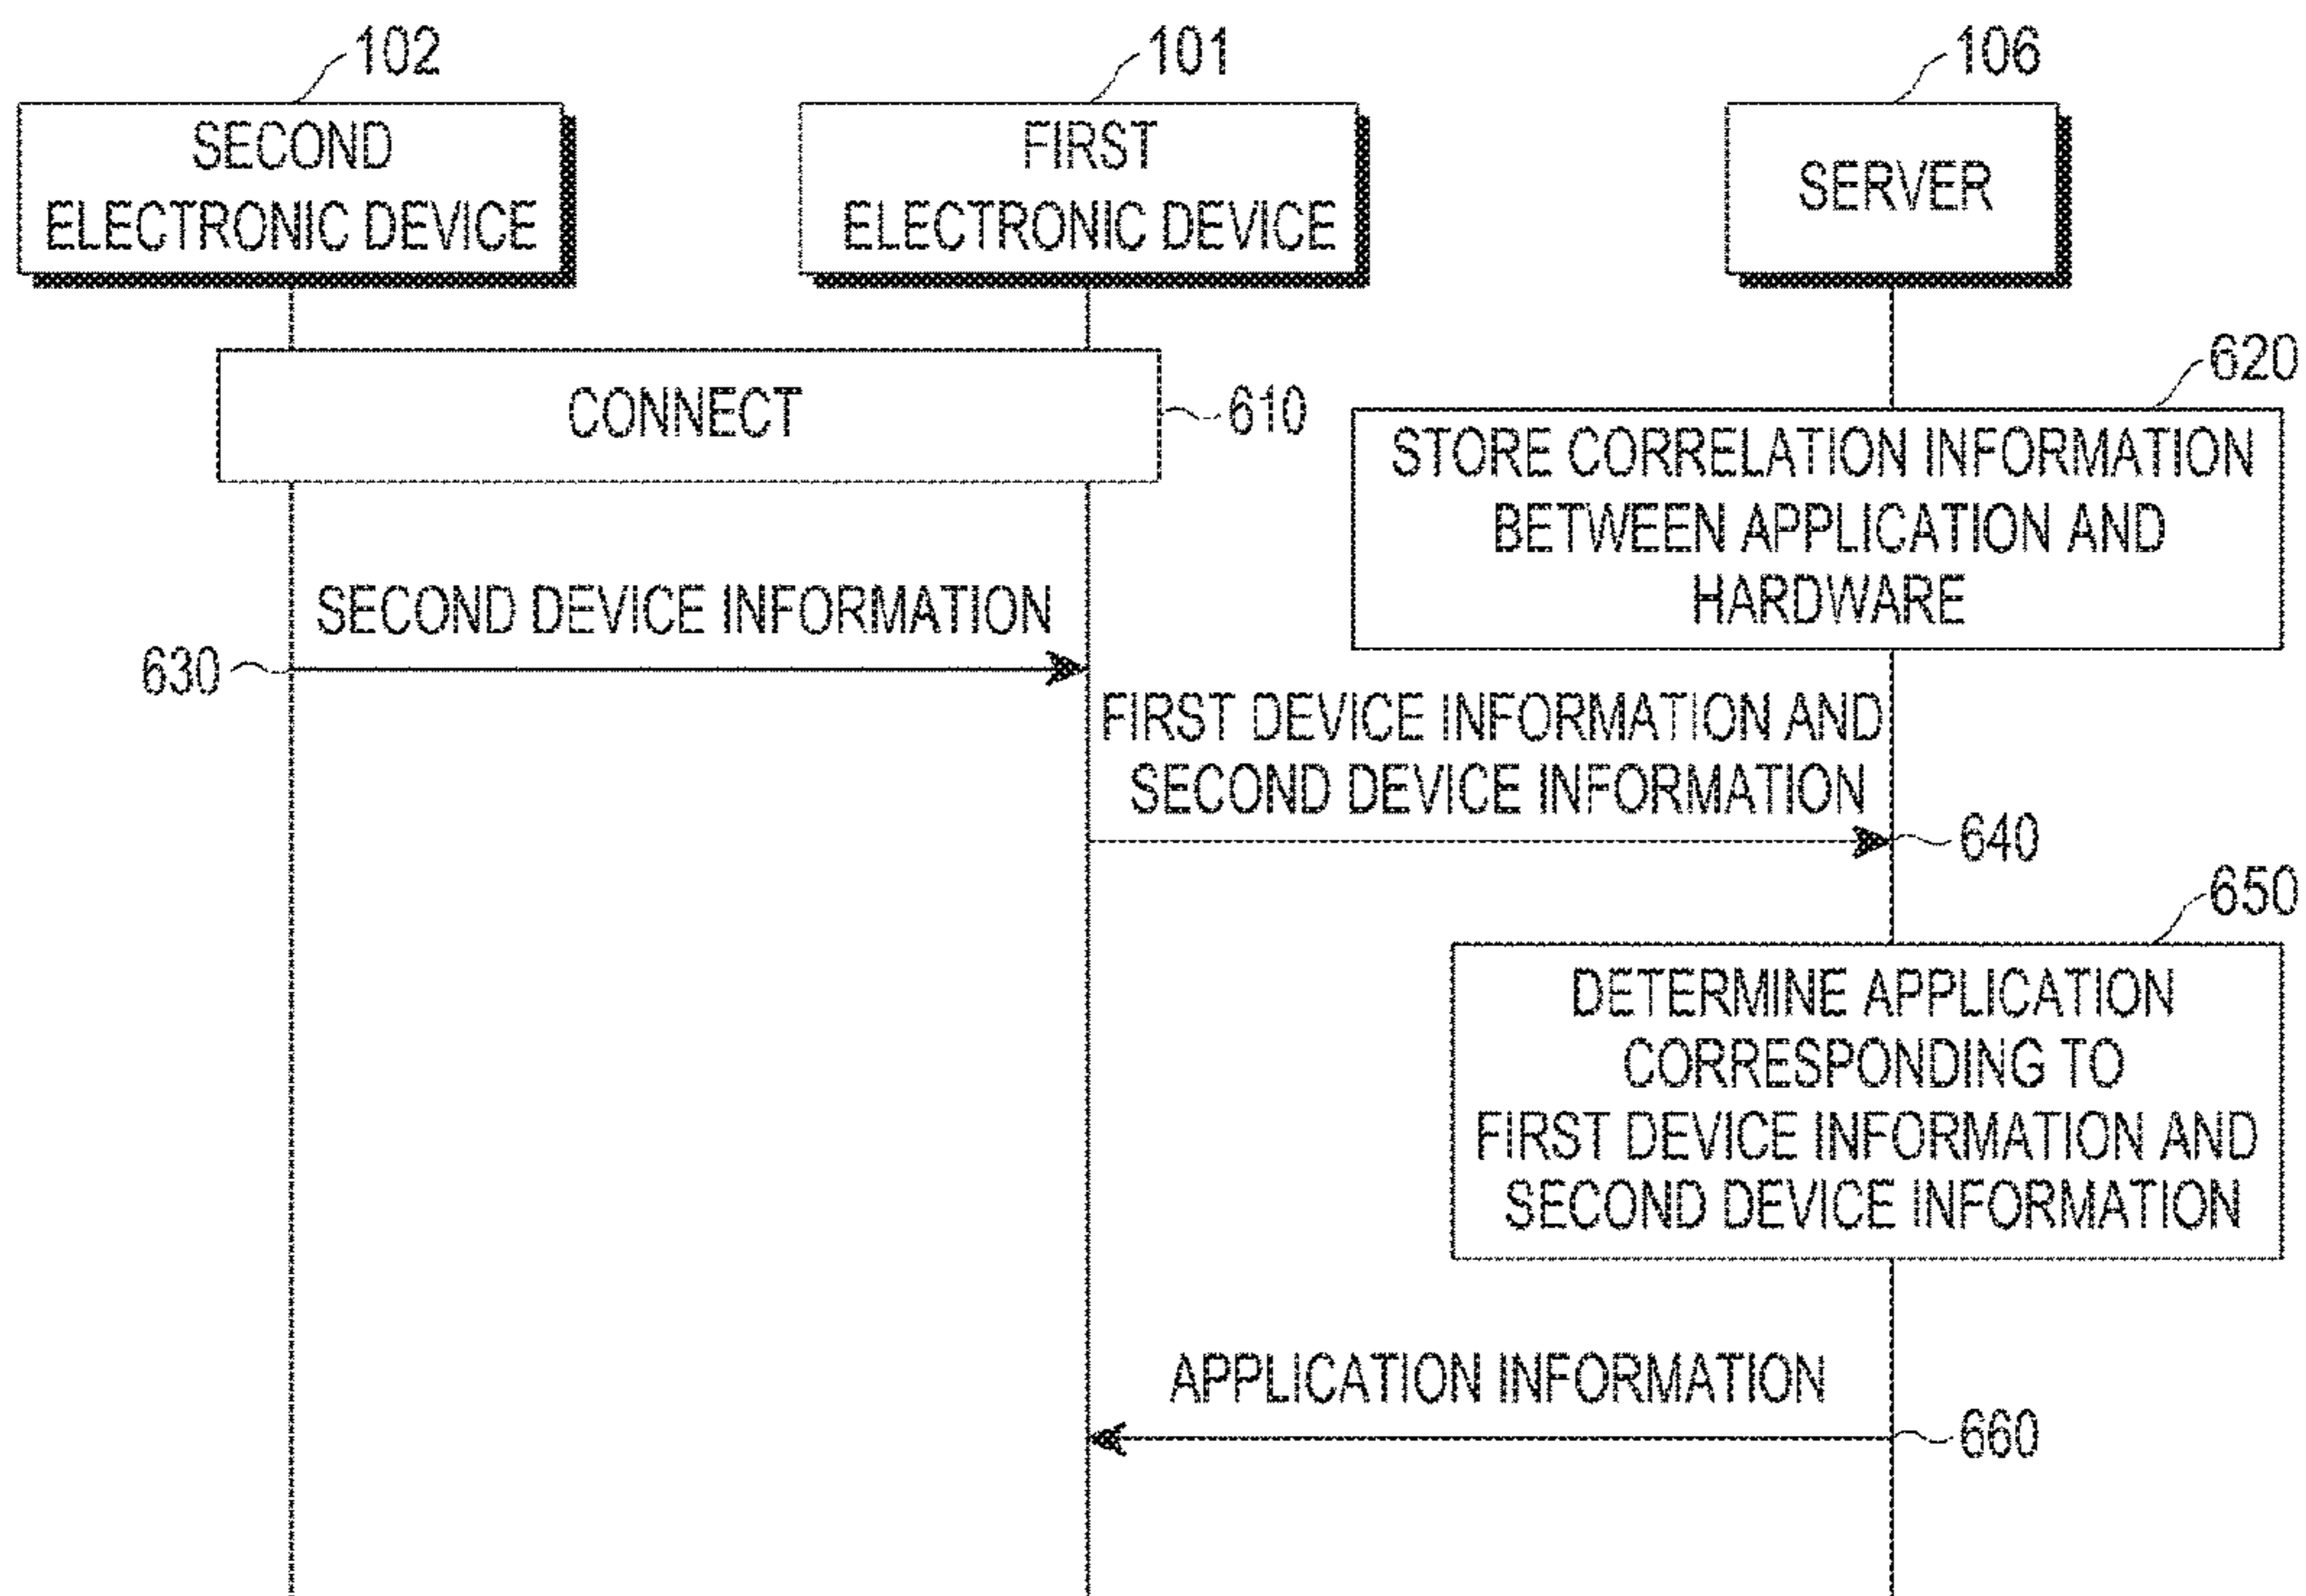 102
101
106
SECOND
ELECTRONIC DEVICE
FIRST
ELECTRONIC DEVICE
SERVER
CONNECT
610
620
STORE CORRELATION INFORMATION
BETWEEN APPLICATION AND
HARDWARE
SECOND DEVICE INFORMATION
630
FIRST DEVICE INFORMATION AND
SECOND DEVICE INFORMATION
640
650
DETERMINE APPLICATION
CORRESPONDING TO
FIRST DEVICE INFORMATION AND
SECOND DEVICE INFORMATION
APPLICATION INFORMATION
660